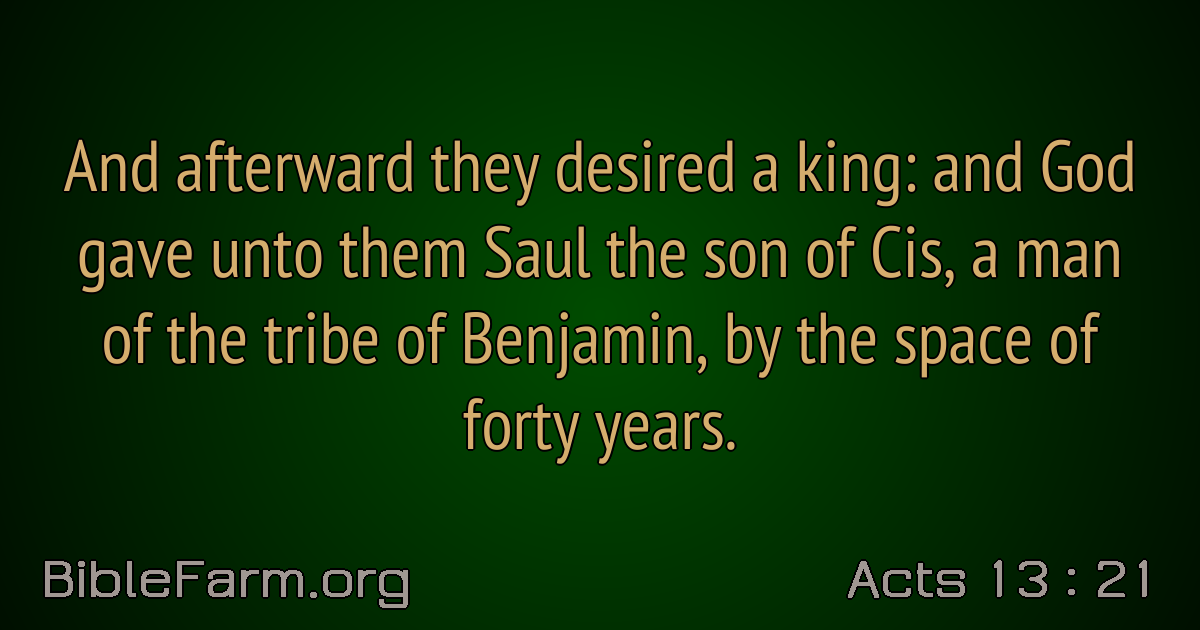 And afterward they desired a king: and God
gave unto them Saul the son of Cis, a man
of the tribe of Benjamin, by the space of
forty years.
BibleFarm.org
Acts 13 : 21